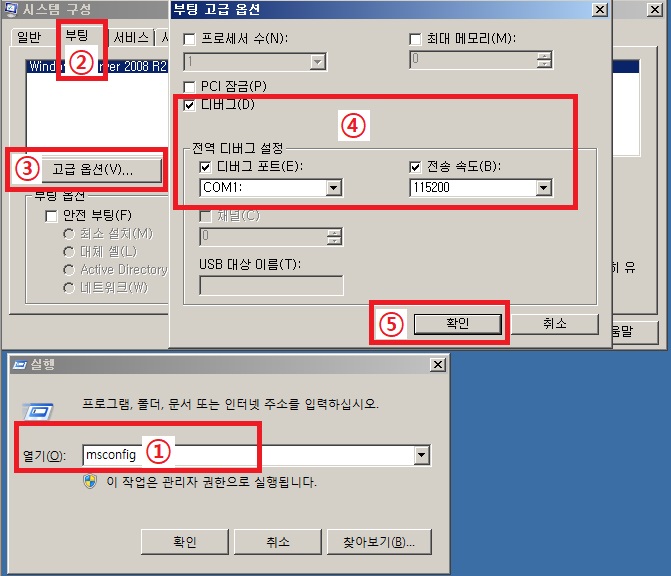 시스템 구성
일반
부팅
②
서비스
Windows Server 2008 R2
③ 고급 옵션(V)...
부팅 옵션
안전 부팅(F)
최소 설치(M)
대체 셸(L)
Active Directory
네트워크(W)
부팅 고급 옵션
프로세서 수(N):
최대 메모리(M):
1
0
PCI 잠금(P)
디버그(D)
④
전역 디버그 설정
디버그 포트(E):
전송 속도(B):
COM1:
115200
채널(C)
0
USB 대상 이름(T):
⑤ 확인
취소
유
움말
실행
프로그램, 폴더, 문서 또는 인터넷 주소를 입력하십시오.
열기(O): msconfig ①
이 작업은 관리자 권한으로 실행됩니다.
확인
취소
찾아보기(B)...